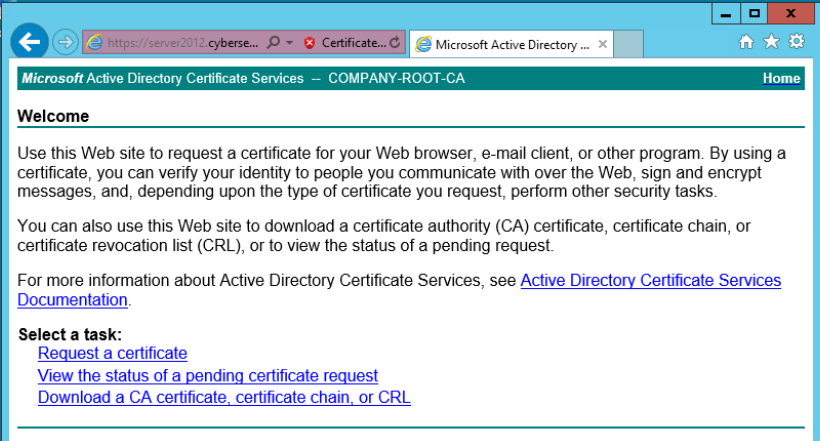 https://server2012.cyberse... Certificate... Microsoft Active Directory ...
Microsoft Active Directory Certificate Services -- COMPANY-ROOT-CA Home
Welcome
Use this Web site to request a certificate for your Web browser, e-mail client, or other program. By using a
certificate, you can verify your identity to people you communicate with over the Web, sign and encrypt
messages, and, depending upon the type of certificate you request, perform other security tasks.
You can also use this Web site to download a certificate authority (CA) certificate, certificate chain, or
certificate revocation list (CRL), or to view the status of a pending request.
For more information about Active Directory Certificate Services, see Active Directory Certificate Services
Documentation.
Select a task:
Request a certificate
View the status of a pending certificate request
Download a CA certificate, certificate chain, or CRL